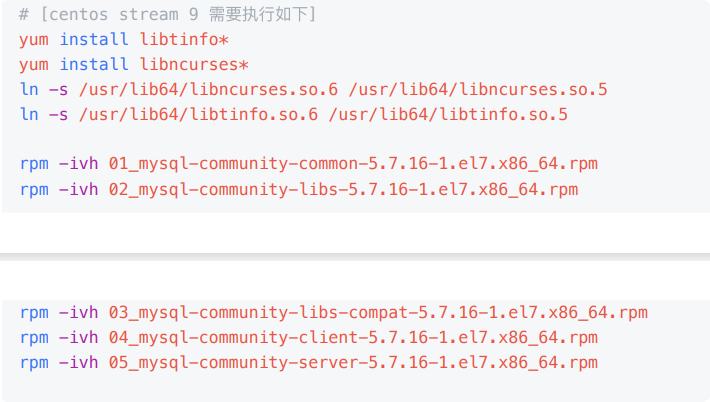 # [centos stream 9 需要执行如下]
yum install libtinfo*
yum install libncurses*
ln -s /usr/lib64/libncurses.so.6 /usr/lib64/libncurses.so.5
ln -s /usr/lib64/libtinfo.so.6 /usr/lib64/libtinfo.so.5
rpm -ivh 01_mysql-community-common-5.7.16-1.el7.x86_64.rpm
rpm -ivh 02_mysql-community-libs-5.7.16-1.el7.x86_64.rpm
rpm -ivh 03_mysql-community-libs-compat-5.7.16-1.el7.x86_64.rpm
rpm -ivh 04_mysql-community-client-5.7.16-1.el7.x86_64.rpm
rpm -ivh 05_mysql-community-server-5.7.16-1.el7.x86_64.rpm